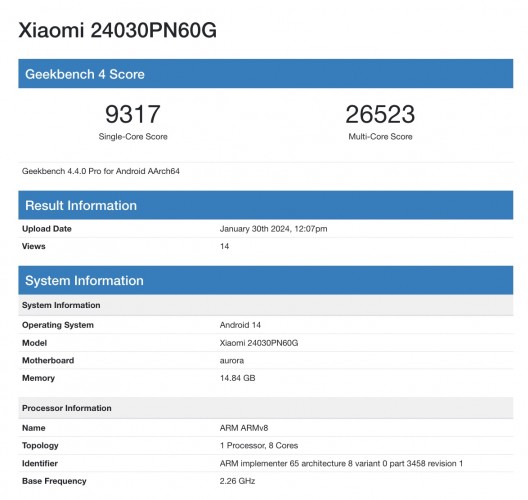 Xiaomi 24030PN60G
Geekbench 4 Score
9317 26523
Single-Core Score Multi-Core Score
Geekbench 4.4.0 Pro for Android AArch64
Result Information
Upload Date January 30th 2024, 12:07pm
Views 14
System Information
System Information
Operating System Android 14
Model Xiaomi 24030PN60G
Motherboard aurora
Memory 14.84 GB
Processor Information
Name ARM ARMv8
Topology 1 Processor, 8 Cores
Identifier ARM implementer 65 architecture 8 variant 0 part 3458 revision 1
Base Frequency 2.26 GHz